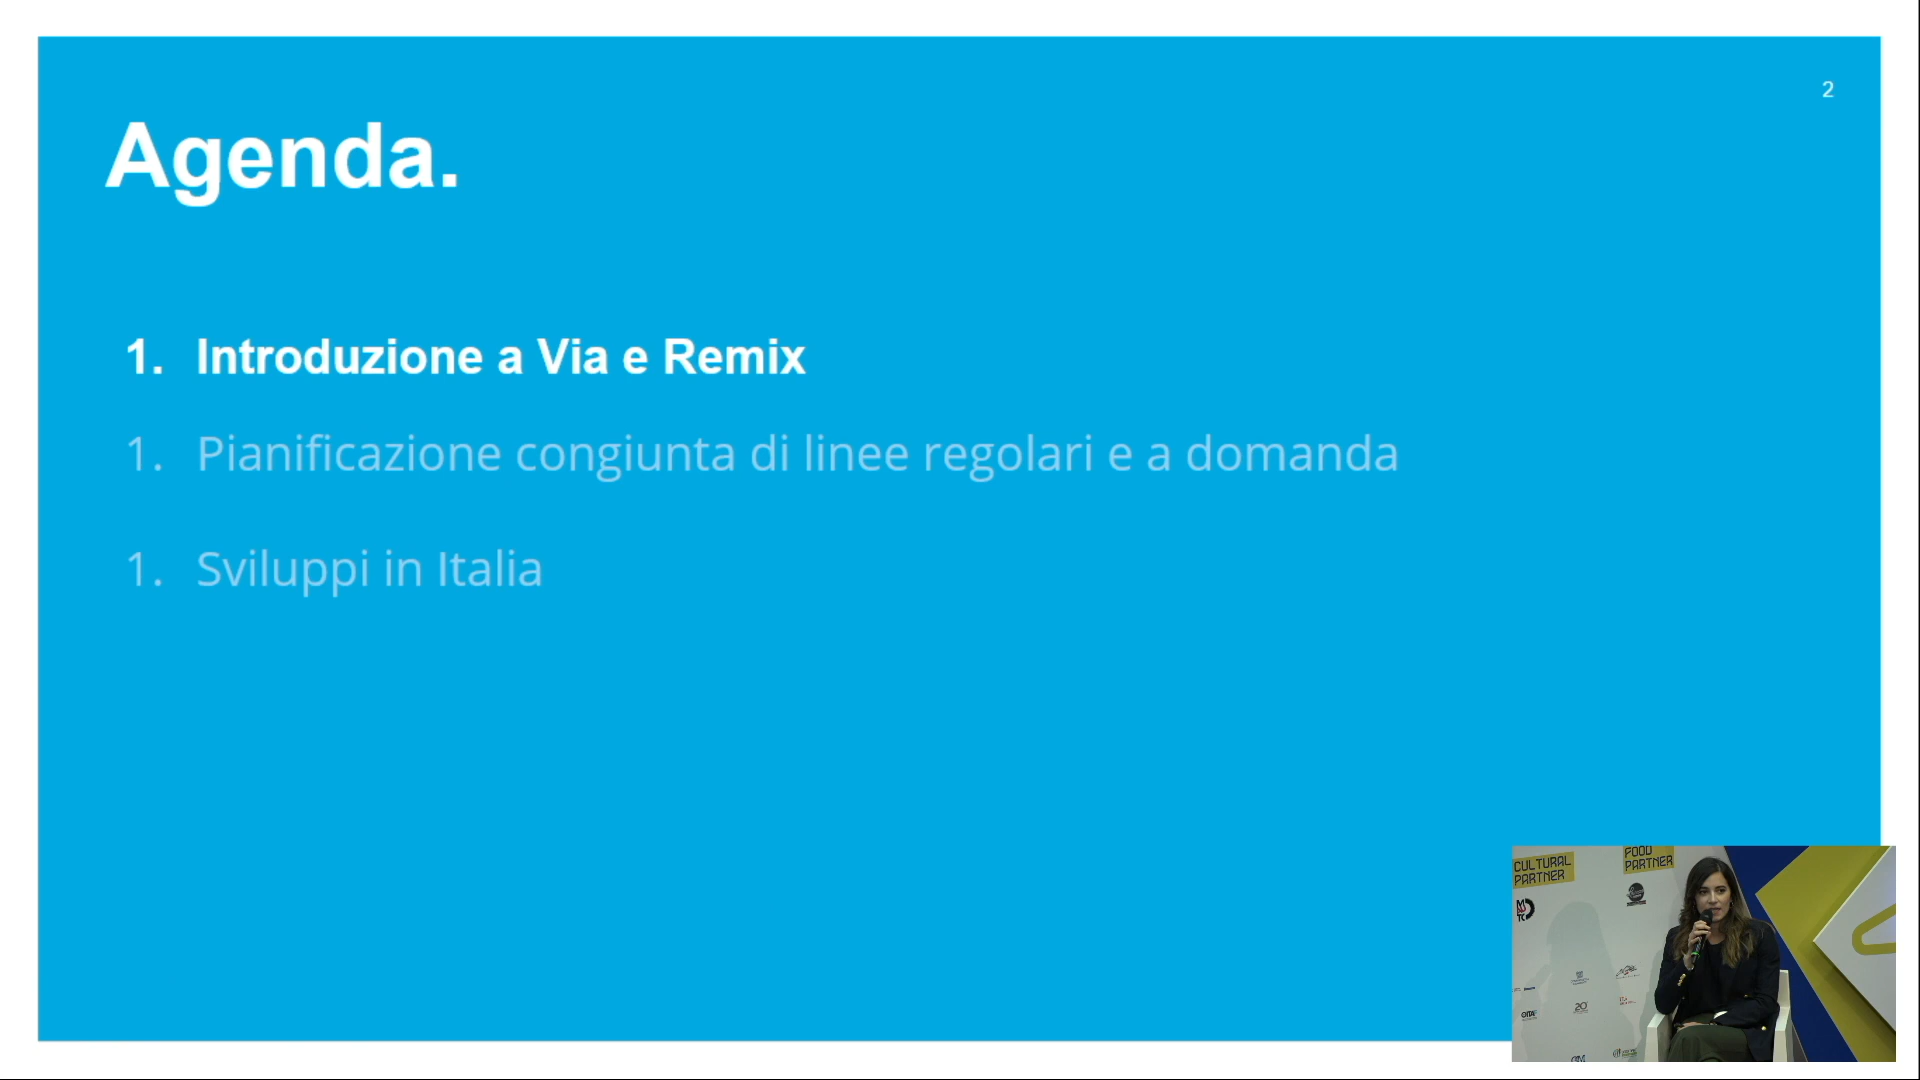 2
Agenda.
1. Introduzione a Via e Remix
1. Pianificazione congiunta di linee regolari e a domanda
1. Sviluppi in Italia
CULTURAL
PARTNER
FOOD
PARTNER